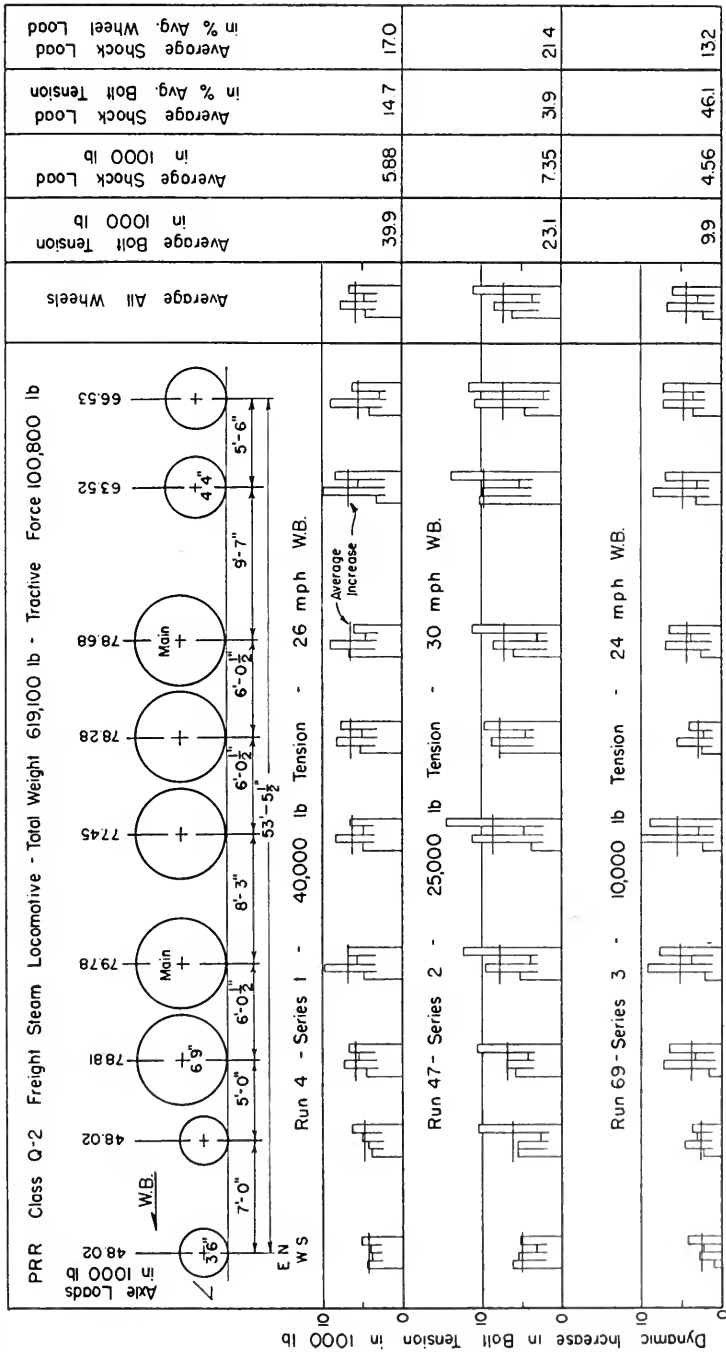 PRR Class Q-2 Freight Steam Locomotive - Total Weight 619,100 lb - Tractive Force 100,800 lb
Axle Loads
in 1000 lb
48.02
48.02
78.81
79.78
77.45
78.28
78.68
63.52
66.53
W.B.
Main
Main
3'6"
6'9"
4'4"
7'-0"
5'-0"
6'-0½"
8'-3"
6'-0½"
6'-0½"
9'-7"
5'-6"
53'-5½"
Average All Wheels
Average Bolt Tension
in 1000 lb
Average Shock Load
in 1000 lb
Average Shock Load
in % Avg. Bolt Tension
Average Shock Load
in % Avg. Wheel Load
E N
W S
Run 4 - Series 1 - 40,000 lb Tension - 26 mph W.B.
Average
Increase
10
0
39.9
5.88
14.7
17.0
Run 47 - Series 2 - 25,000 lb Tension - 30 mph W.B.
10
0
23.1
7.35
31.9
21.4
Run 69 - Series 3 - 10,000 lb Tension - 24 mph W.B.
10
0
9.9
4.56
46.1
132
Dynamic Increase in Bolt Tension in 1000 lb